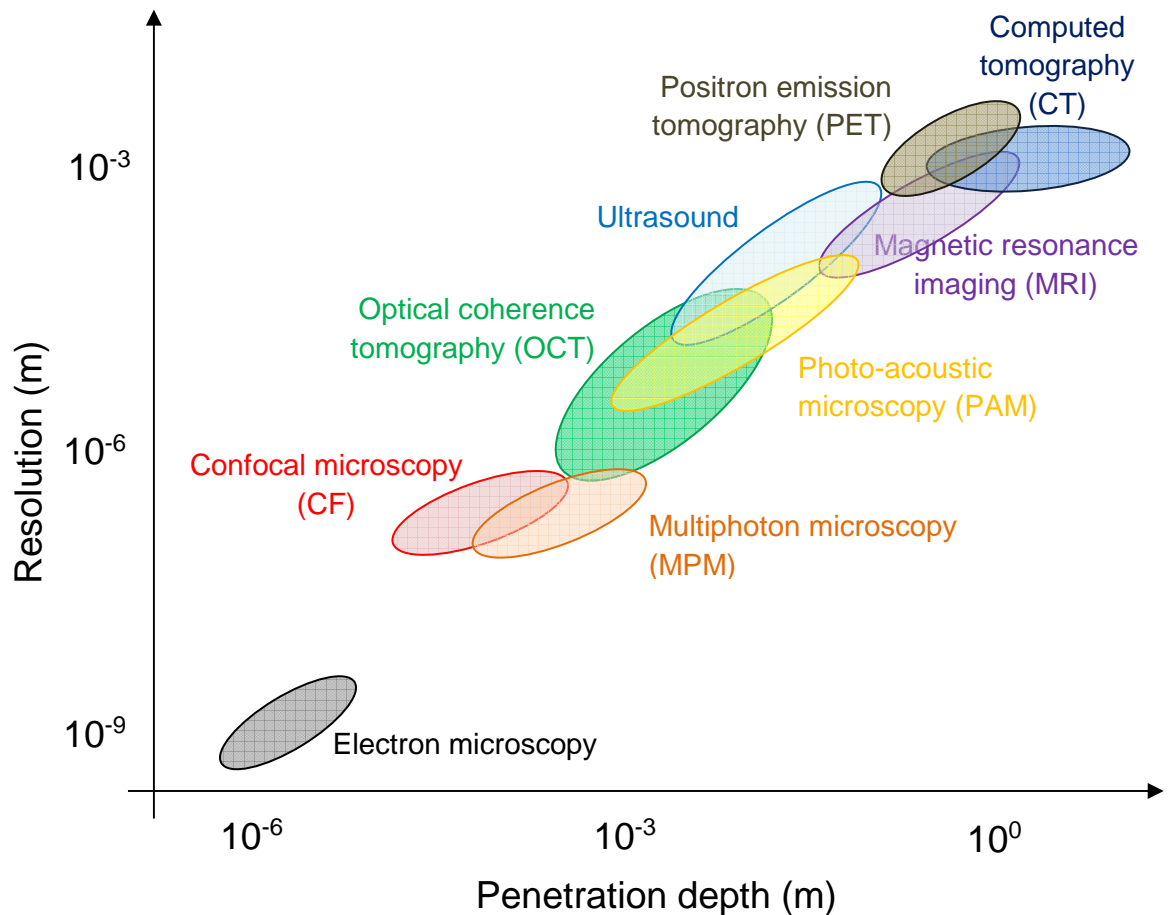 Computed
tomography
(CT)
Positron emission
tomography (PET)
10⁻³
Ultrasound
Magnetic resonance
imaging (MRI)
Optical coherence
tomography (OCT)
Photo-acoustic
microscopy (PAM)
Resolution (m)
10⁻⁶
Confocal microscopy
(CF)
Multiphoton microscopy
(MPM)
10⁻⁹
Electron microscopy
10⁻⁶
10⁻³
10⁰
Penetration depth (m)